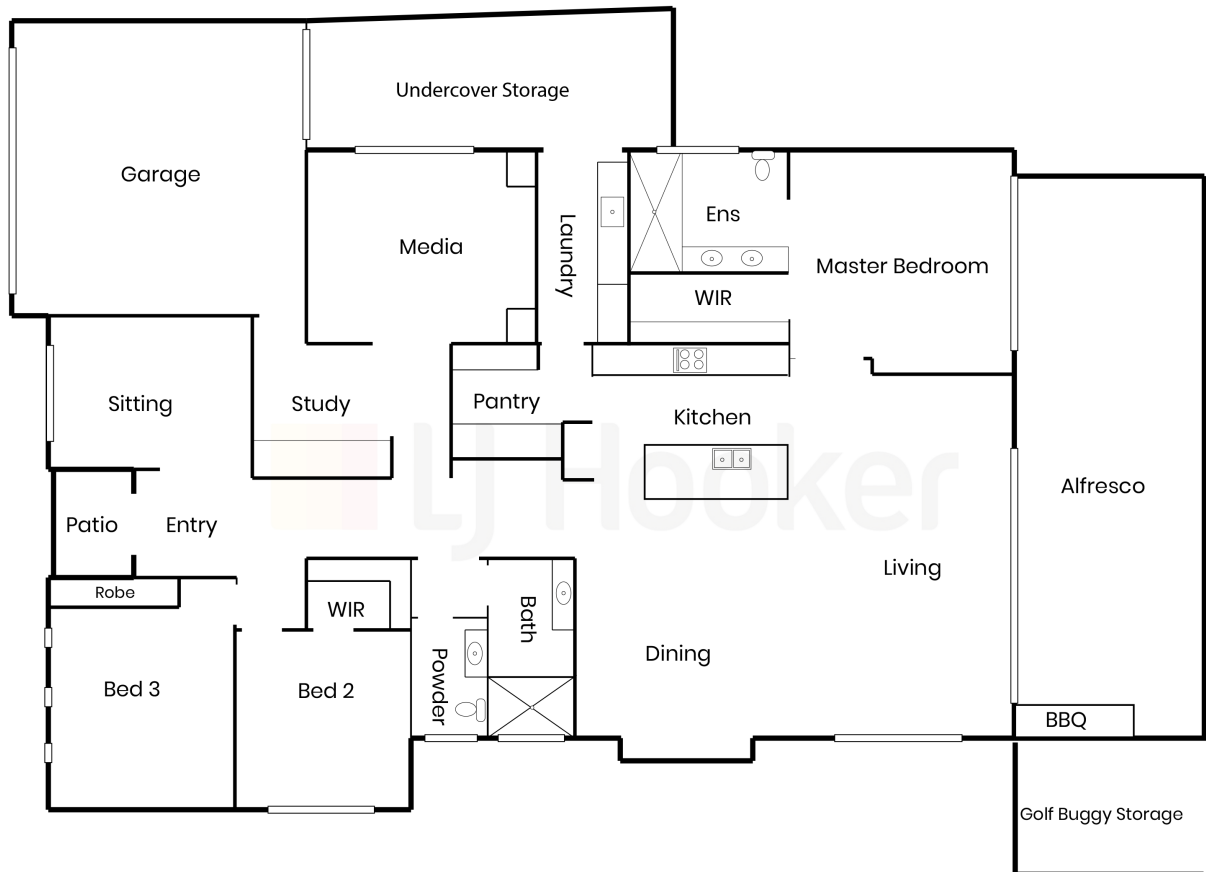 Undercover Storage
Garage
Ens
Media
Laundry
Master Bedroom
WIR
Sitting
Study
Pantry
Kitchen
LJ Hooker
Alfresco
Patio
Entry
Living
Robe
WIR
Bath
Dining
Bed 3
Bed 2
Powder
BBQ
Golf Buggy Storage